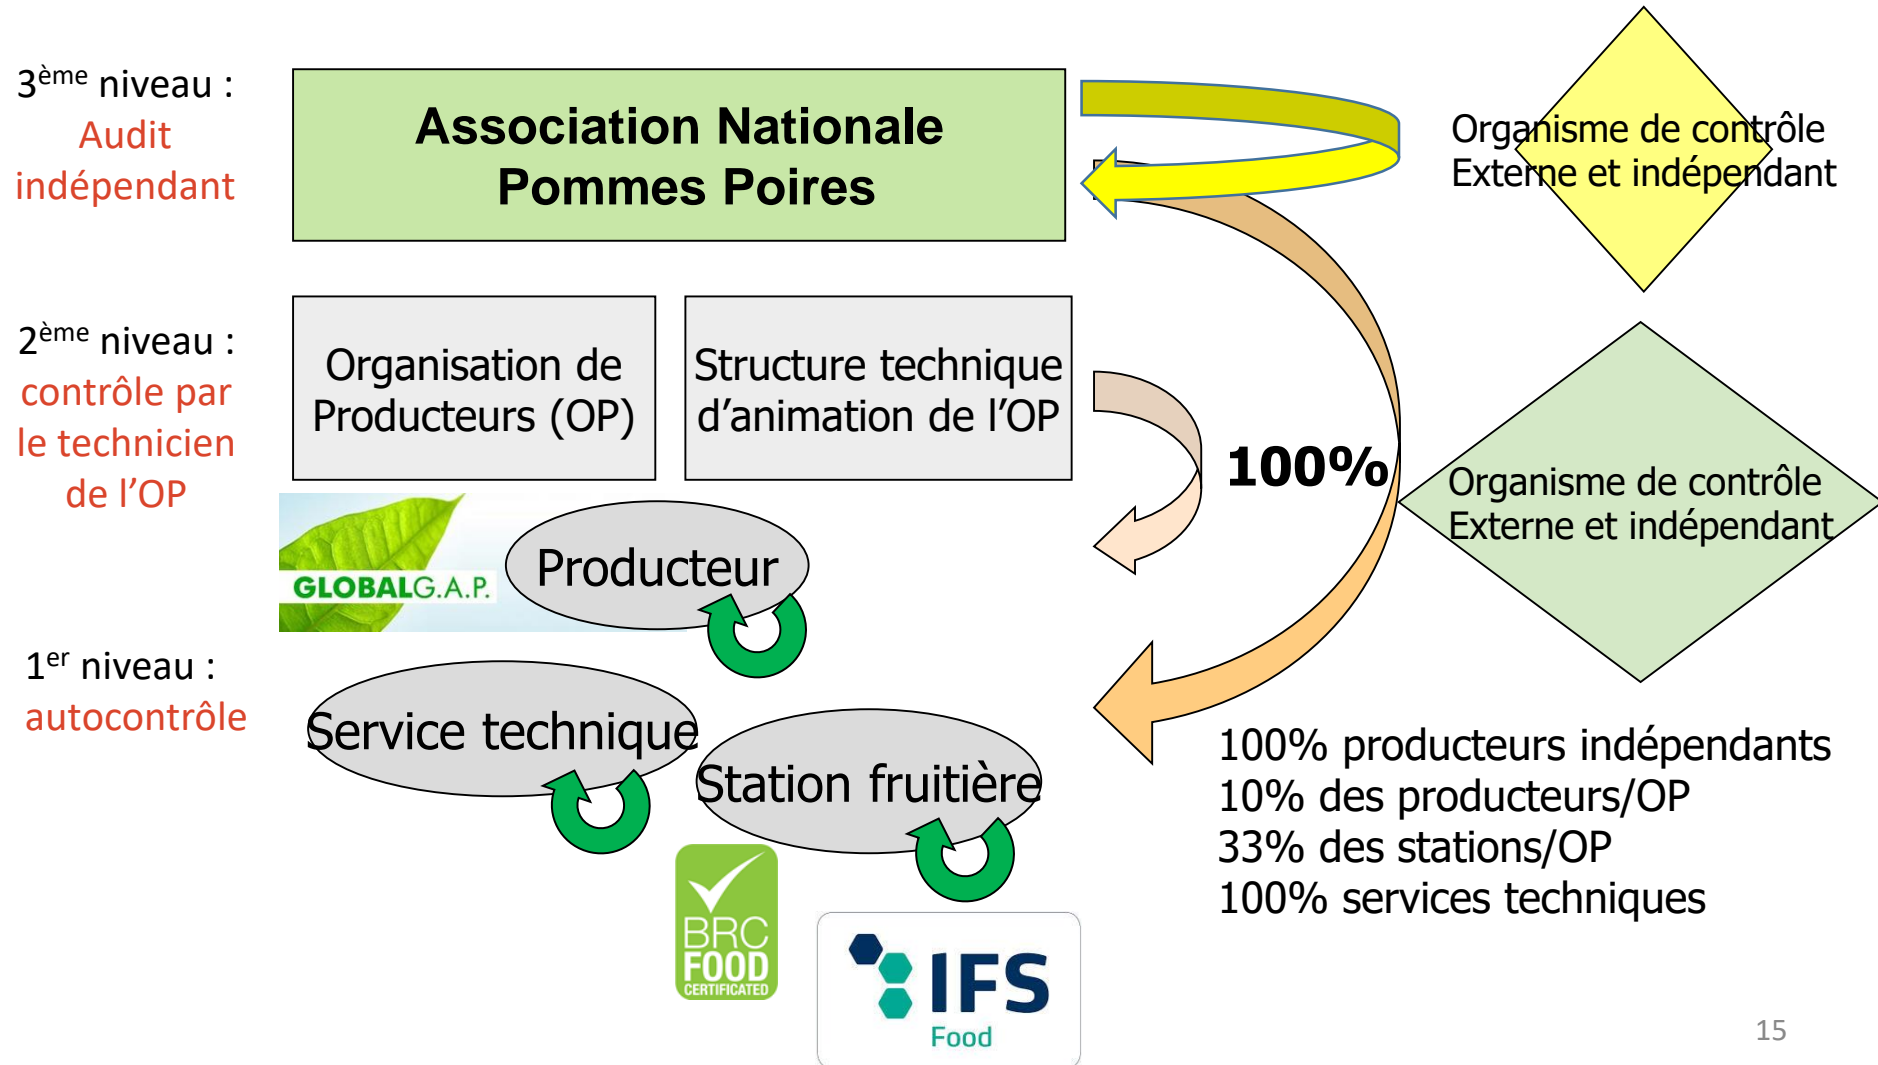 3ème niveau :
Audit
indépendant
Association Nationale
Pommes Poires
Organisme de contrôle
Externe et indépendant
2ème niveau :
contrôle par
le technicien
de l’OP
Organisation de
Producteurs (OP)
Structure technique
d’animation de l’OP
100%
Organisme de contrôle
Externe et indépendant
GLOBALG.A.P.
Producteur
1er niveau :
autocontrôle
Service technique
Station fruitière
100% producteurs indépendants
10% des producteurs/OP
33% des stations/OP
100% services techniques
BRC
FOOD
CERTIFICATED
IFS
Food
15